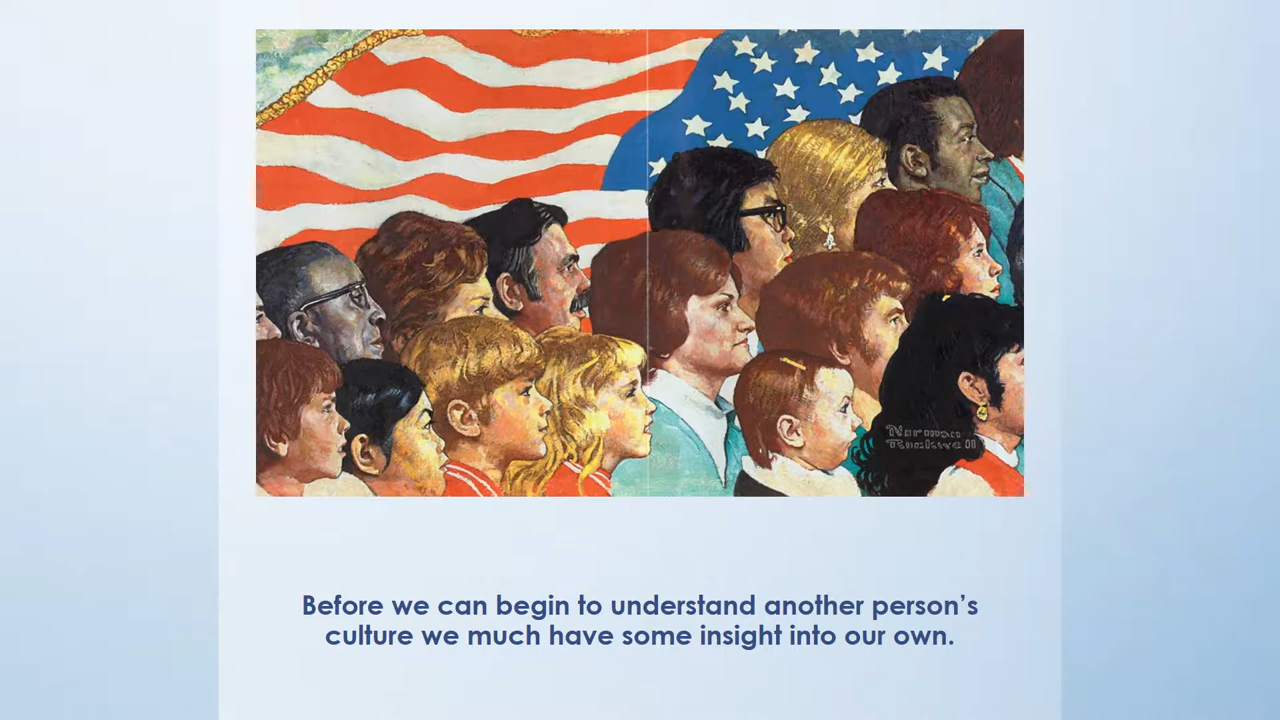 Norman
Rockwell
Before we can begin to understand another person's
culture we much have some insight into our own.